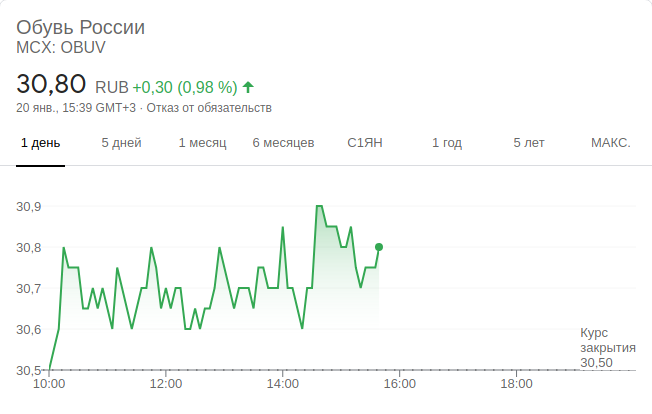 Обувь России
MCX: OBUV
30,80 RUB +0,30 (0,98 %)
20 янв., 15:39 GMT+3 · Отказ от обязательств
1 день 5 дней 1 месяц 6 месяцев С1ЯН 1 год 5 лет МАКС.
30,9
30,8
30,7
30,6
Курс
закрытия
30,50
30,5
10:00 12:00 14:00 16:00 18:00